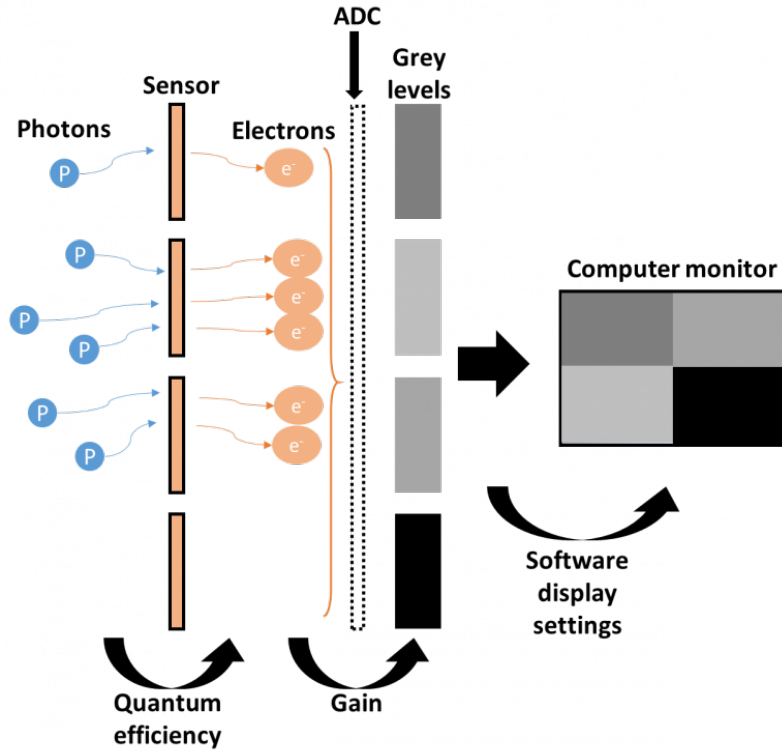 ADC
Grey
levels
Sensor
Photons
Electrons
P
e-
P
P
P
e-
e-
e-
P
P
e-
e-
Computer monitor
Software
display
settings
Quantum
efficiency
Gain